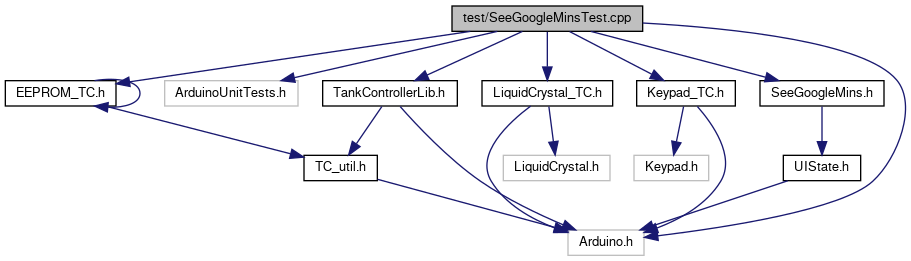 test/SeeGoogleMinsTest.cpp
EEPROM_TC.h
ArduinoUnitTests.h
TankControllerLib.h
LiquidCrystal_TC.h
Keypad_TC.h
SeeGoogleMins.h
TC_util.h
LiquidCrystal.h
Keypad.h
UIState.h
Arduino.h